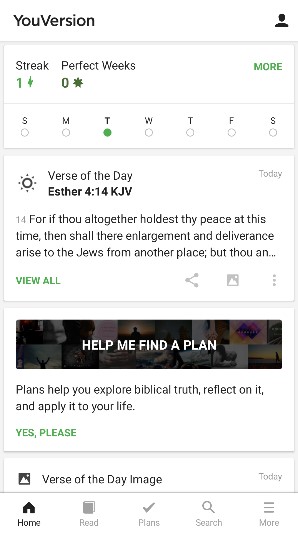 YouVersion
Streak Perfect Weeks MORE
1 0
S M T W T F S
Verse of the Day Today
Esther 4:14 KJV
14 For if thou altogether holdest thy peace at this
time, then shall there enlargement and deliverance
arise to the Jews from another place; but thou an...
VIEW ALL
HELP ME FIND A PLAN
Plans help you explore biblical truth, reflect on it,
and apply it to your life.
YES, PLEASE
Verse of the Day Image Today
Home Read Plans Search More